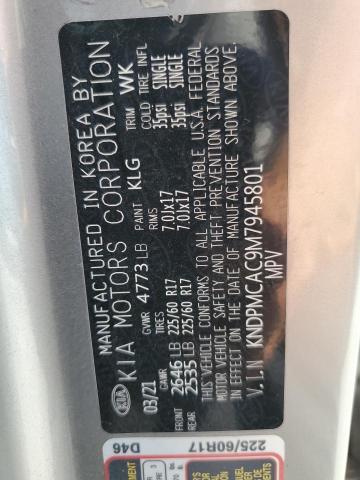 MANUFACTURED IN KOREA BY
KIA KIA MOTORS CORPORATION
03/21 GVWR 4773 LB PAINT KLG TRIM WK
GAWR TIRES RIMS COLD TIRE INFL
FRONT 2646 LB 225/60 R17 7.0JX17 35psi SINGLE
REAR 2535 LB 225/60 R17 7.0JX17 35psi SINGLE
THIS VEHICLE CONFORMS TO ALL APPLICABLE U.S.A. FEDERAL
MOTOR VEHICLE SAFETY AND THEFT PREVENTION STANDARDS
IN EFFECT ON THE DATE OF MANUFACTURE SHOWN ABOVE.
V.I.N KNDPMCAC9M7945801
MPV
D46 225/60R17